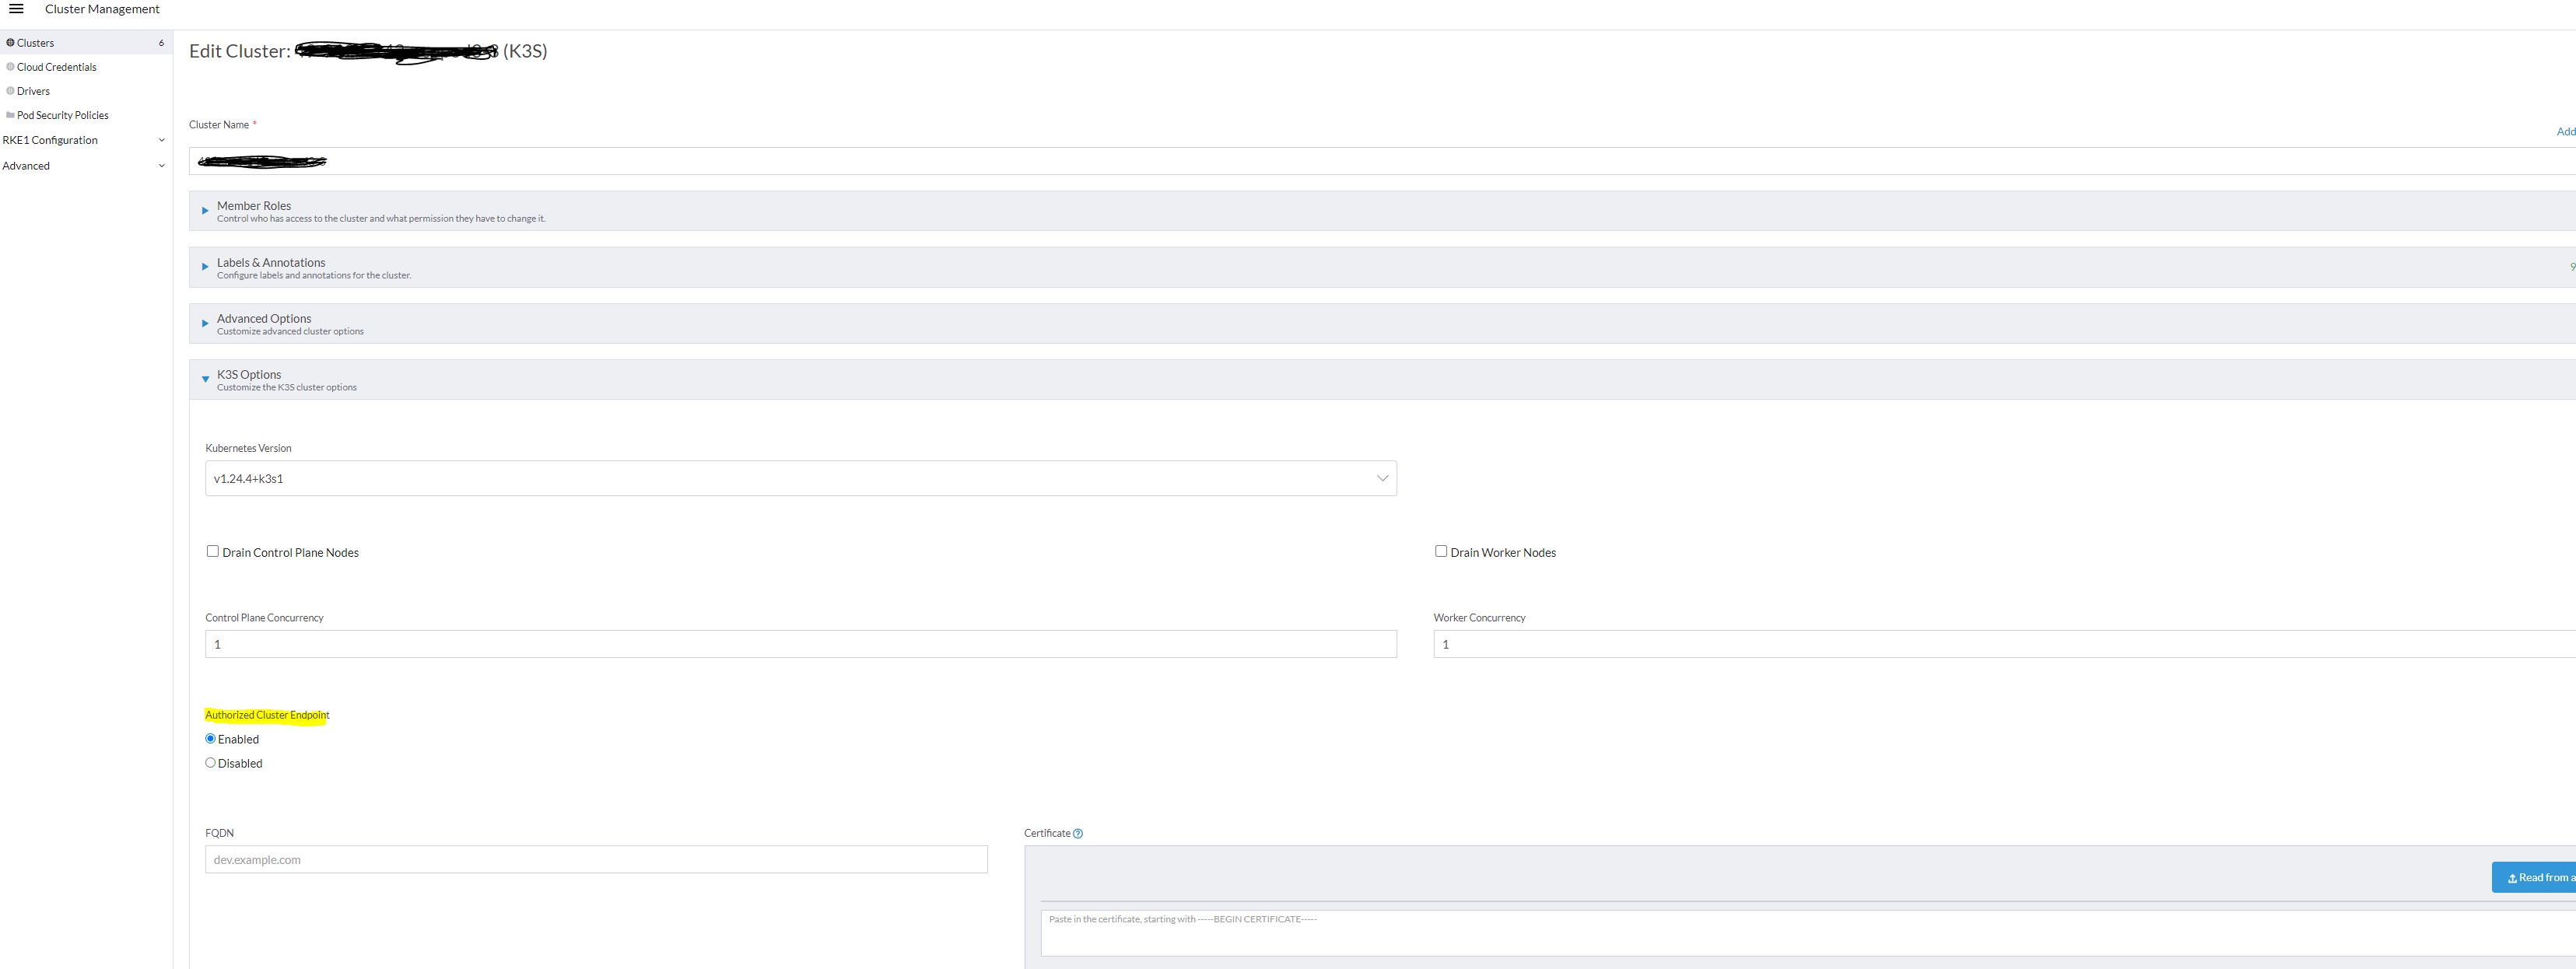 Cluster Management
Clusters 6
Cloud Credentials
Drivers
Pod Security Policies
RKE1 Configuration
Advanced
Edit Cluster: (K3S)
Cluster Name *
Add
Member Roles
Control who has access to the cluster and what permission they have to change it.
Labels & Annotations
Configure labels and annotations for the cluster.
9
Advanced Options
Customize advanced cluster options
K3S Options
Customize the K3S cluster options
Kubernetes Version
v1.24.4+k3s1
Drain Control Plane Nodes
Drain Worker Nodes
Control Plane Concurrency
Worker Concurrency
1
1
Authorized Cluster Endpoint
Enabled
Disabled
FQDN
Certificate
dev.example.com
Read from a
Paste in the certificate, starting with -----BEGIN CERTIFICATE-----